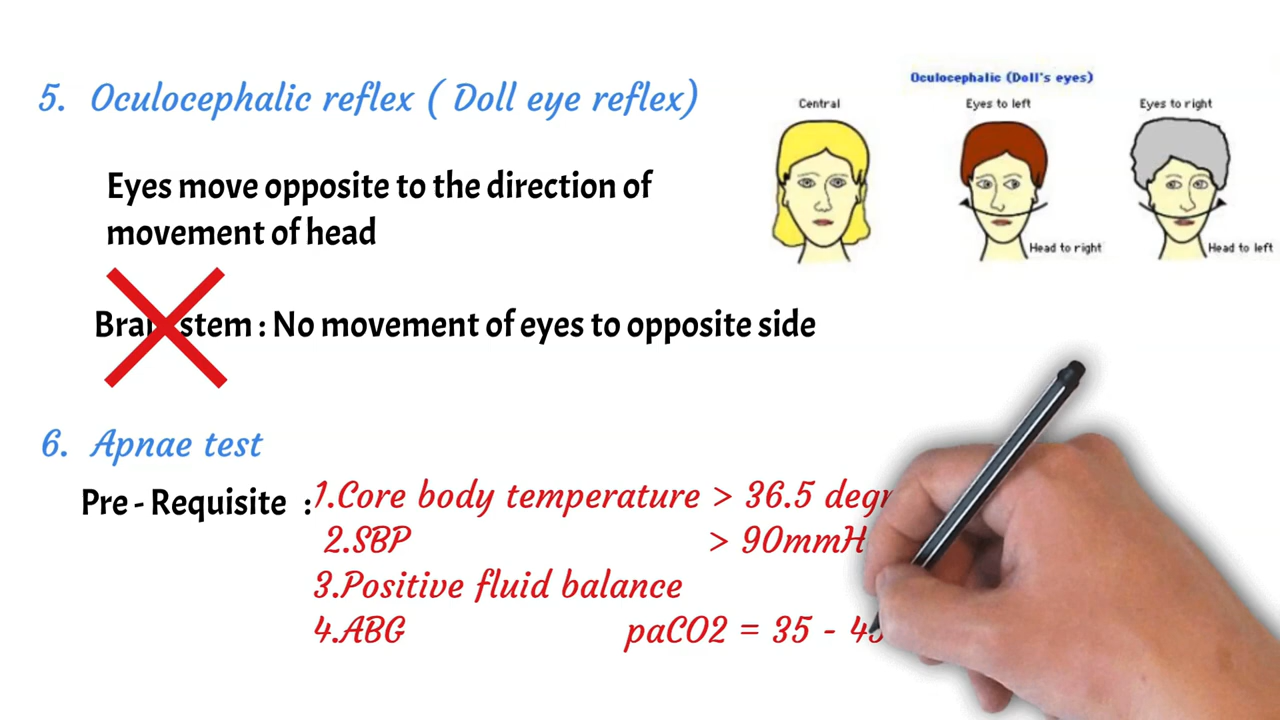 5. Oculocephalic reflex ( Doll eye reflex)
Oculocephalic (Doll's eyes)
Central
Eyes to left
Eyes to right
Head to right
Head to left
Eyes move opposite to the direction of
movement of head
stem : No movement of eyes to opposite side
6. Apnae test
Pre - Requisite :
1.Core body temperature > 36.5
2.SBP > 90mmH
3.Positive fluid balance
4.ABG paCO2 = 35 -